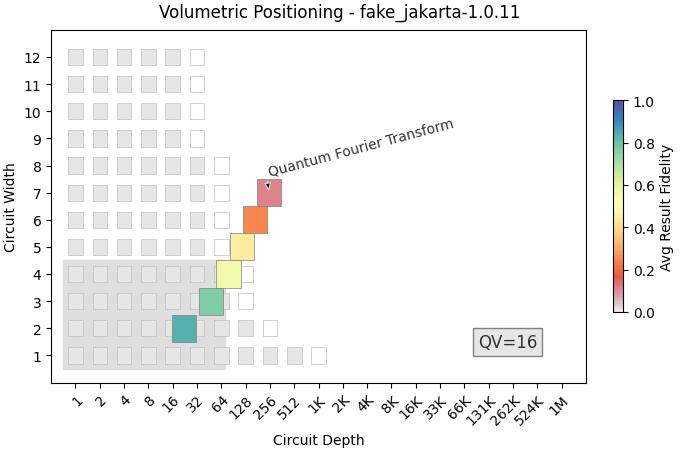 Volumetric Positioning - fake_jakarta-1.0.11
12
11
10
9
8
7
6
5
4
3
2
1
Circuit Width
Quantum Fourier Transform
QV=16
1 2 4 8 16 32 64 128 256 512 1K 2K 4K 8K 16K 33K 66K 131K 262K 524K 1M
Circuit Depth
1.0
0.8
0.6
0.4
0.2
0.0
Avg Result Fidelity